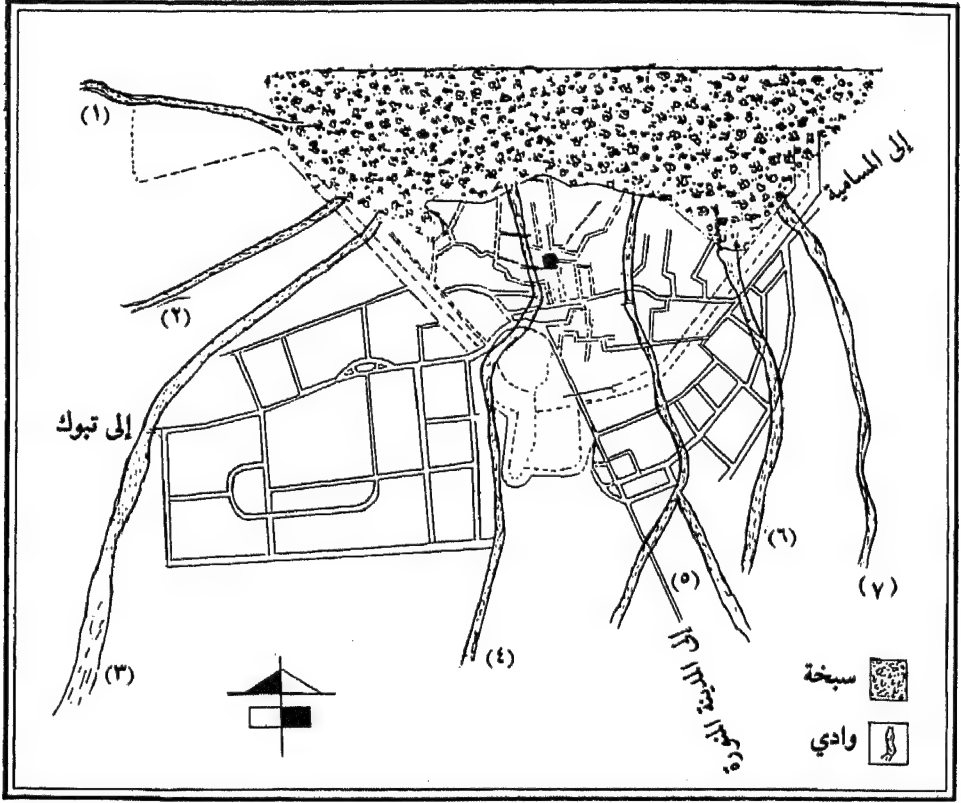 (١)
إلى المسامية
(٢)
إلى تبوك
(٦)
(٥)
(٧)
(٤)
(٣)
إلى المدينة المنورة
سبخة
وادي